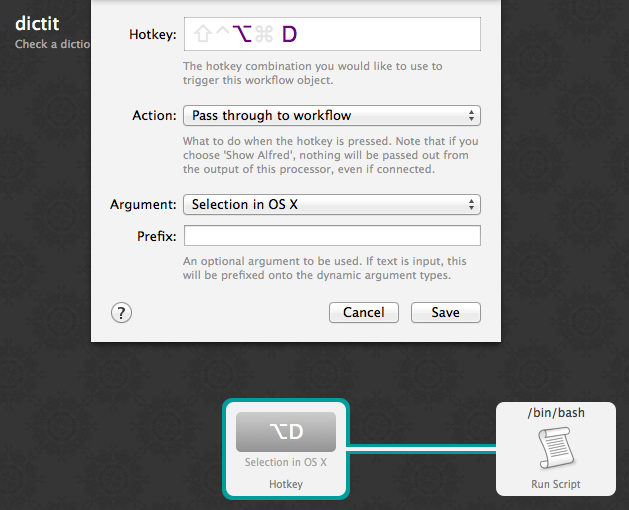 dictit
Check a dictio
Hotkey: ⇧^⌥⌘ D
The hotkey combination you would like to use to
trigger this workflow object.
Action: Pass through to workflow
What to do when the hotkey is pressed. Note that if you
choose 'Show Alfred', nothing will be passed out from
the output of this processor, even if connected.
Argument: Selection in OS X
Prefix:
An optional argument to be used. If text is input, this
will be prefixed onto the dynamic argument types.
?
Cancel
Save
⌥D
Selection in OS X
Hotkey
/bin/bash
Run Script